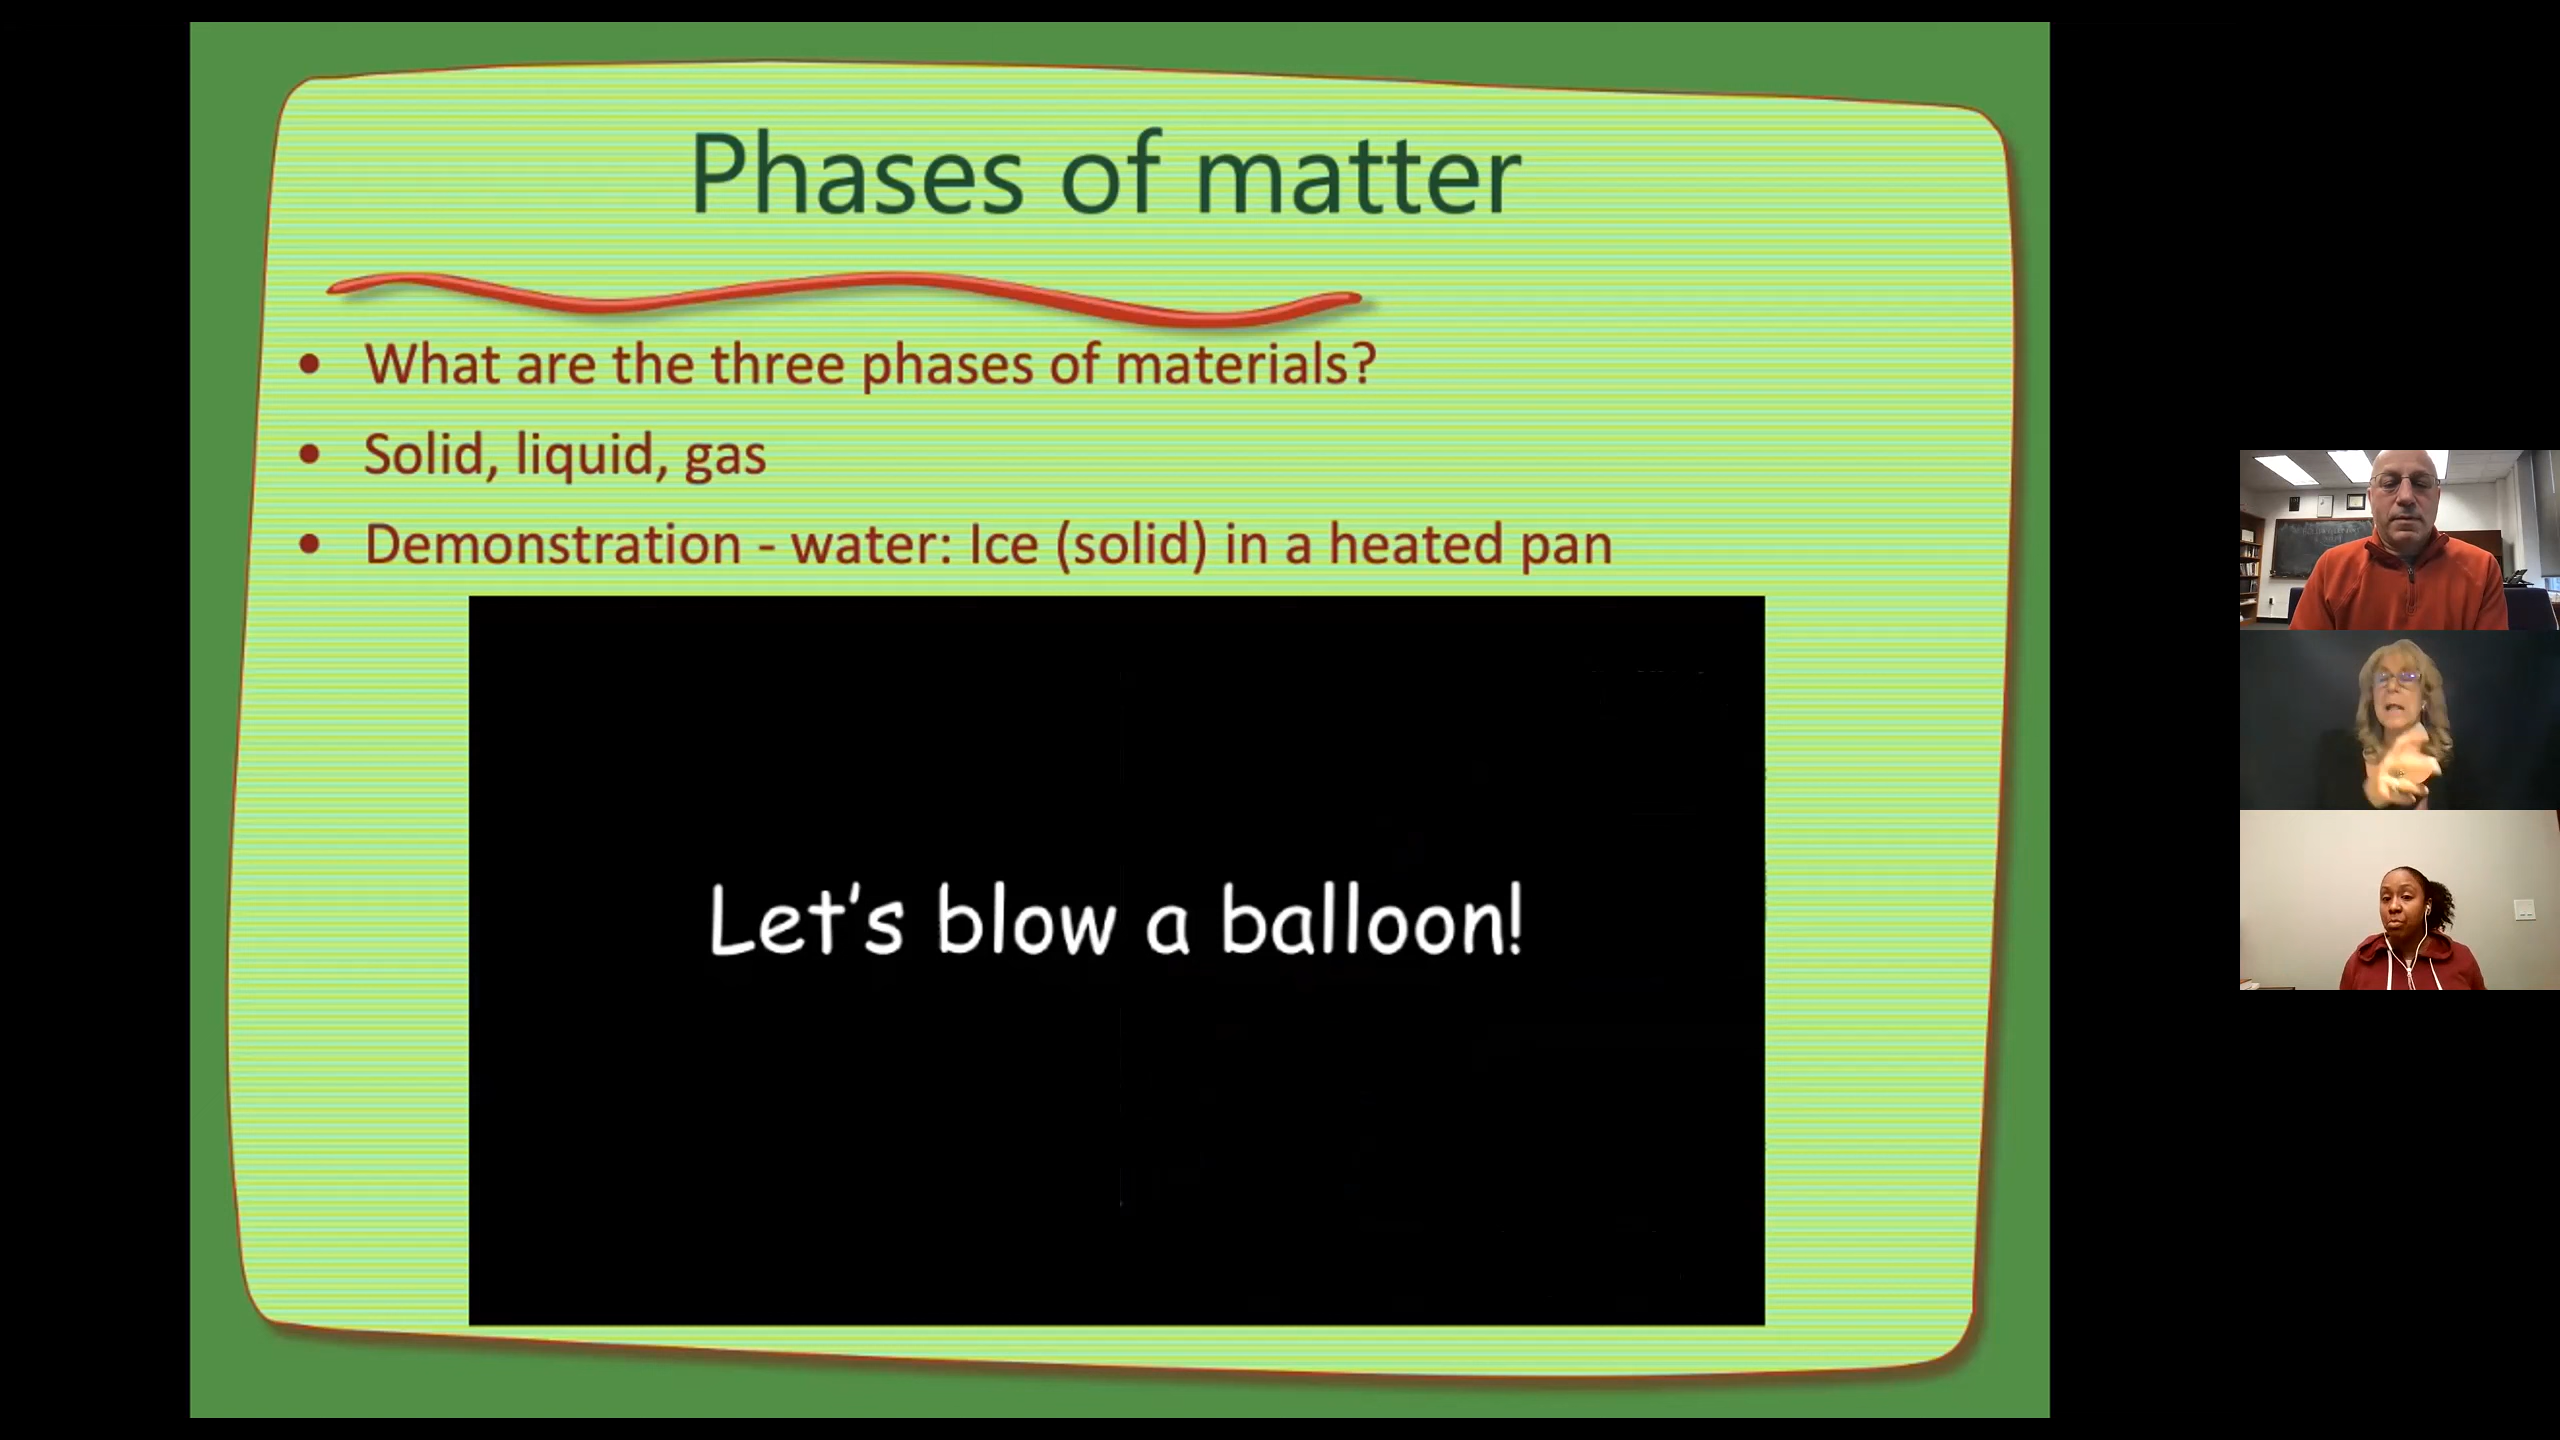 Phases of matter
• What are the three phases of materials?
• Solid, liquid, gas
• Demonstration - water: Ice (solid) in a heated pan
Let's blow a balloon!